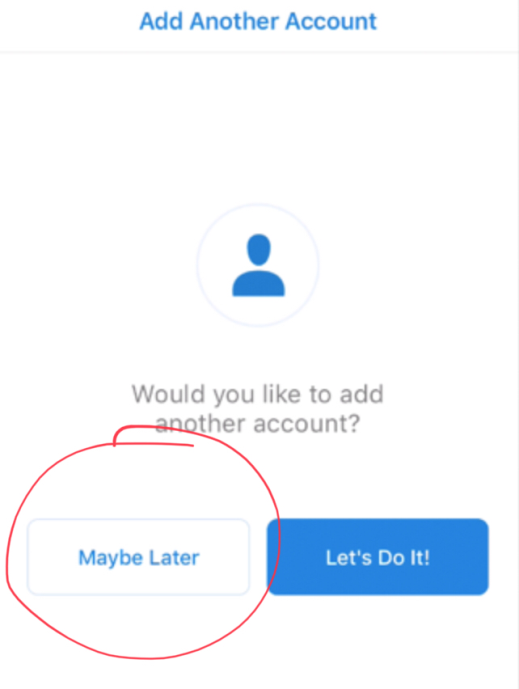 Add Another Account
Would you like to add
another account?
Maybe Later
Let's Do It!